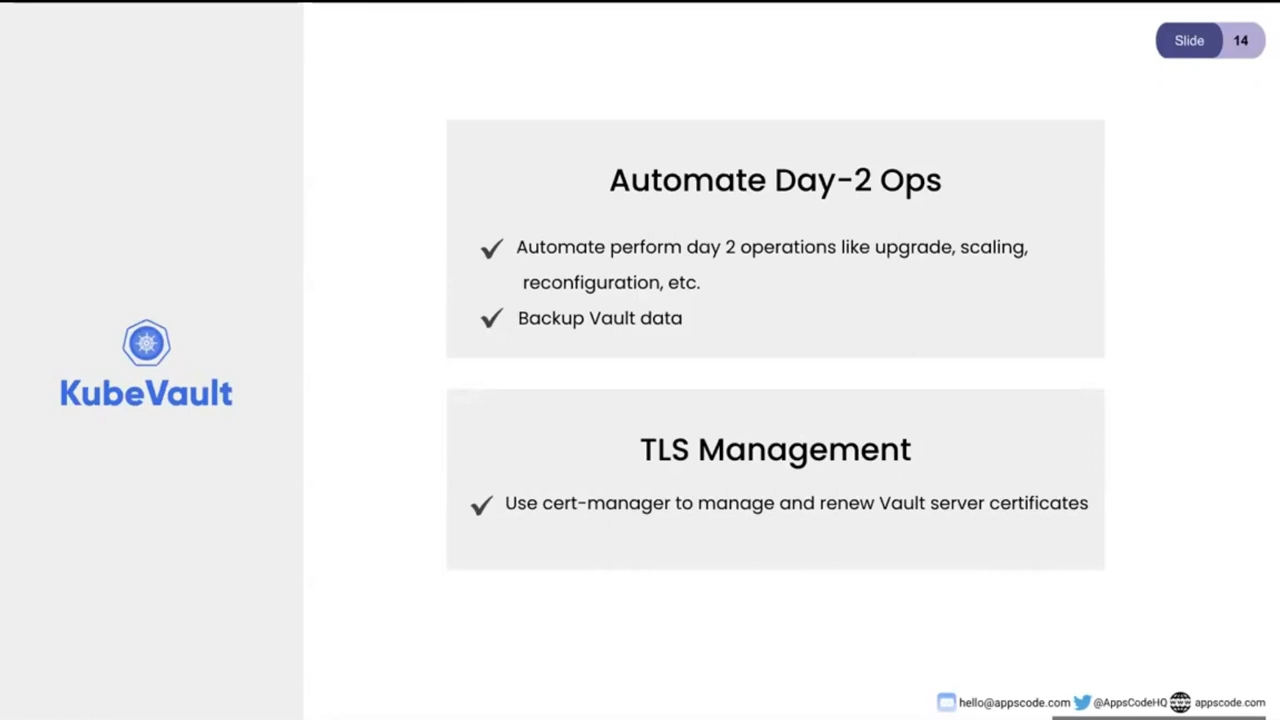 Slide 14
Automate Day-2 Ops
Automate perform day 2 operations like upgrade, scaling,
reconfiguration, etc.
Backup Vault data
KubeVault
TLS Management
Use cert-manager to manage and renew Vault server certificates
hello@appscode.com @AppsCodeHQ appscode.com